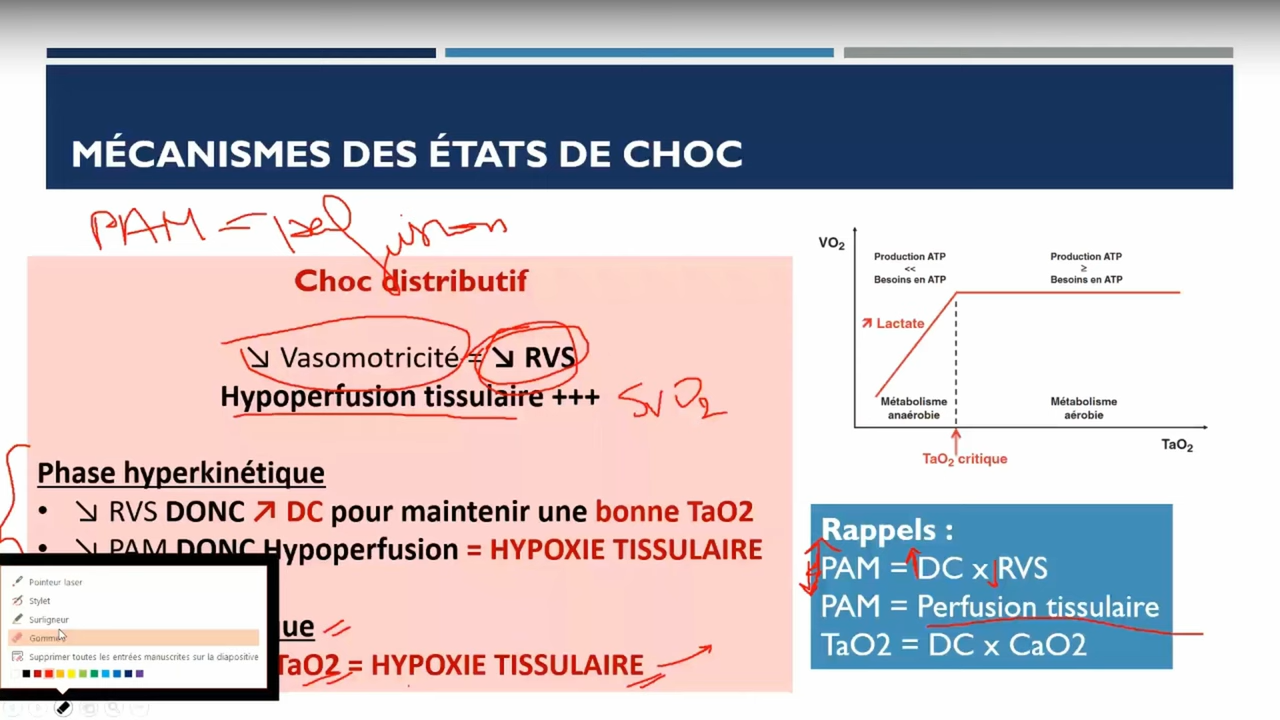 MÉCANISMES DES ÉTATS DE CHOC
PAM = perfusion
Choc distributif
↘ Vasomotricité = ↘ RVS
Hypoperfusion tissulaire +++
SvO2
Phase hyperkinétique
• ↘ RVS DONC ↗ DC pour maintenir une bonne TaO2
• ↘ PAM DONC Hypoperfusion = HYPOXIE TISSULAIRE
que
TaO2 = HYPOXIE TISSULAIRE
VO2
Production ATP
<<
Besoins en ATP
Production ATP
≥
Besoins en ATP
↗ Lactate
Métabolisme
anaérobie
Métabolisme
aérobie
TaO2
TaO2 critique
Rappels :
PAM = DC x RVS
PAM = Perfusion tissulaire
TaO2 = DC x CaO2
Pointeur laser
Stylet
Surligneur
Gomme
Supprimer toutes les entrées manuscrites sur la diapositive